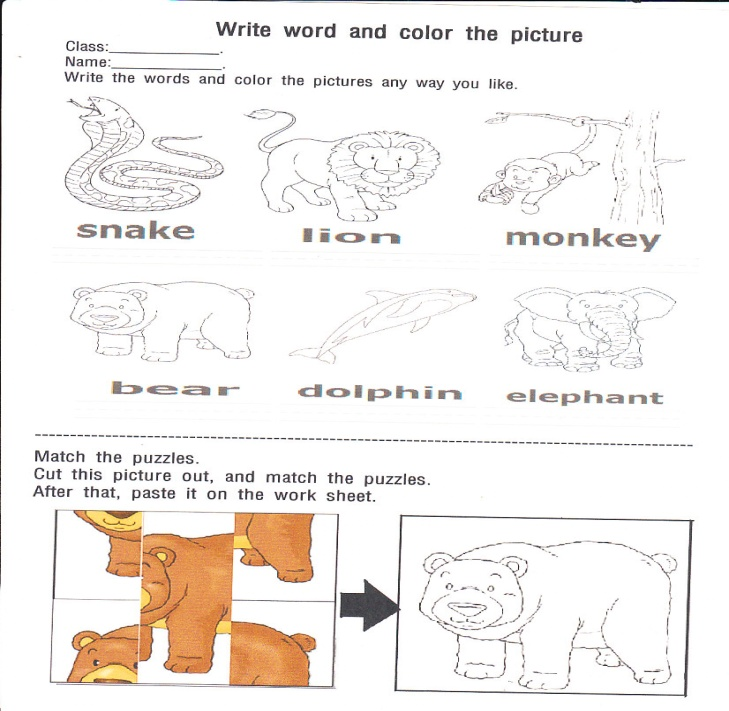 Write word and color the picture
Class:______________.
Name:______________.
Write the words and color the pictures any way you like.
snake lion monkey
bear dolphin elephant
Match the puzzles.
Cut this picture out, and match the puzzles.
After that, paste it on the work sheet.